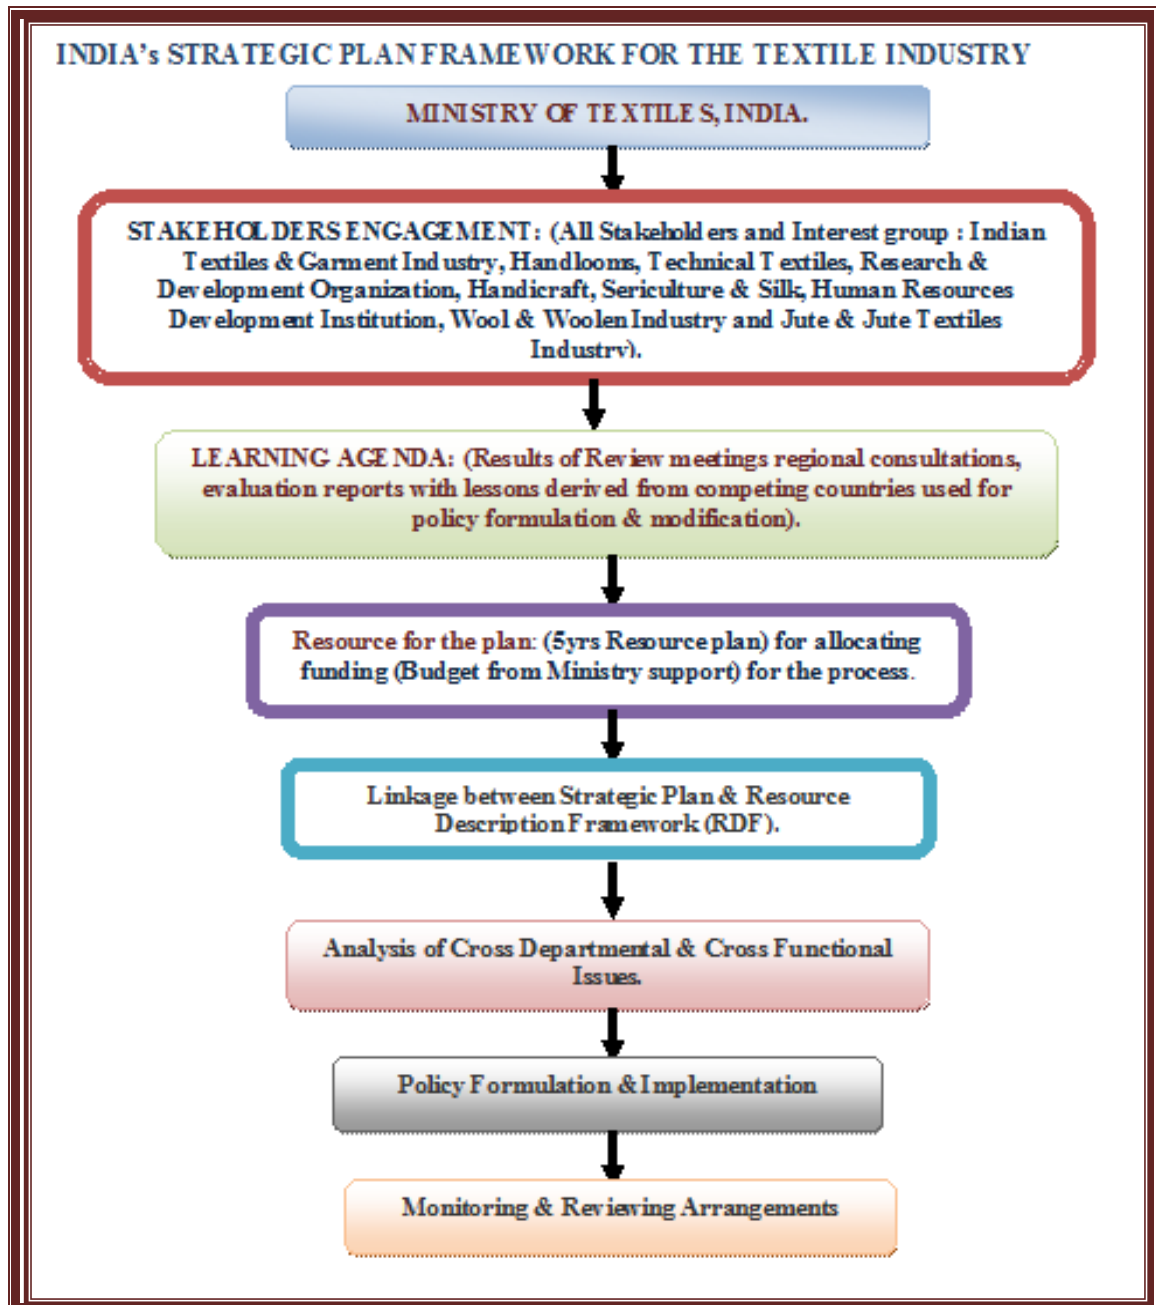 INDIA's STRATEGIC PLAN FRAMEWORK FOR THE TEXTILE INDUSTRY
MINISTRY OF TEXTILES, INDIA.
STAKEHOLDERS ENGAGEMENT: (All Stakeholders and Interest group : Indian
Textiles & Garment Industry, Handlooms, Technical Textiles, Research &
Development Organization, Handicraft, Sericulture & Silk, Human Resources
Development Institution, Wool & Woolen Industry and Jute & Jute Textiles
Industry).
LEARNING AGENDA: (Results of Review meetings regional consultations,
evaluation reports with lessons derived from competing countries used for
policy formulation & modification).
Resource for the plan: (5yrs Resource plan) for allocating
funding (Budget from Ministry support) for the process.
Linkage between Strategic Plan & Resource
Description Framework (RDF).
Analysis of Cross Departmental & Cross Functional
Issues.
Policy Formulation & Implementation
Monitoring & Reviewing Arrangements